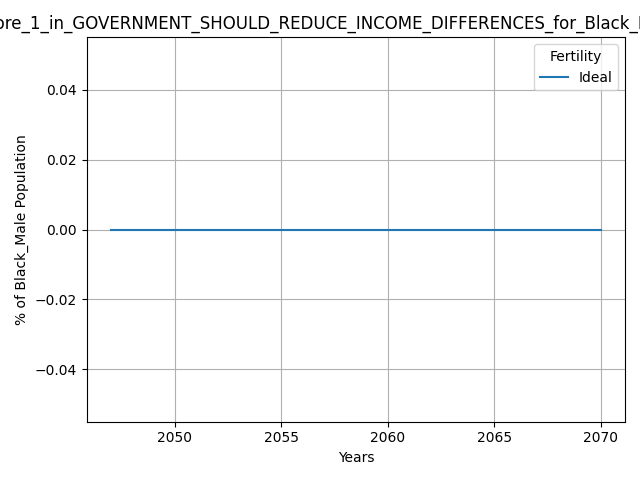 ore_1_in_GOVERNMENT_SHOULD_REDUCE_INCOME_DIFFERENCES_for_Black_
Fertility
Ideal
0.04
0.02
0.00
−0.02
−0.04
% of Black_Male Population
2050 2055 2060 2065 2070
Years